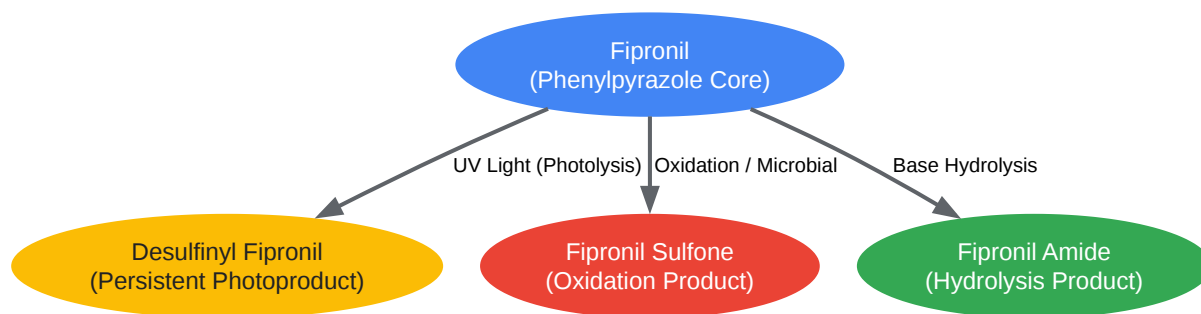 Fipronil
(Phenylpyrazole Core)
UV Light (Photolysis)
Oxidation / Microbial
Base Hydrolysis
Desulfinyl Fipronil
(Persistent Photoproduct)
Fipronil Sulfone
(Oxidation Product)
Fipronil Amide
(Hydrolysis Product)